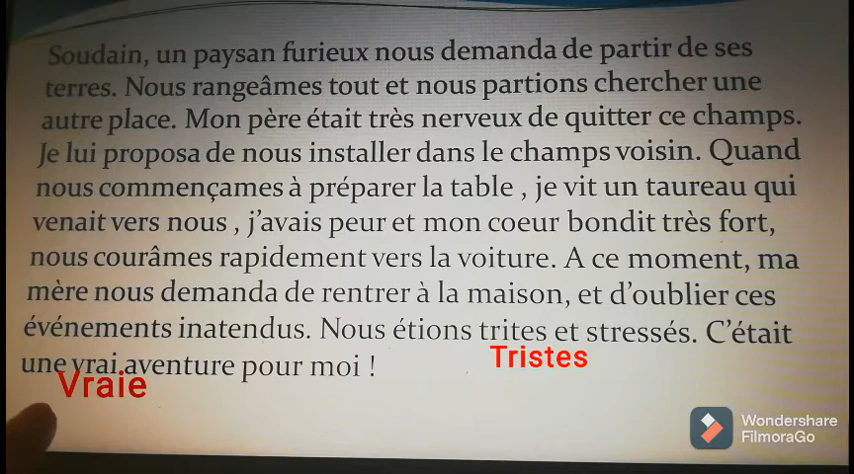 Soudain, un paysan furieux nous demanda de partir de ses
terres. Nous rangeâmes tout et nous partions chercher une
autre place. Mon père était très nerveux de quitter ce champs.
Je lui proposa de nous installer dans le champs voisin. Quand
nous commençames à préparer la table , je vit un taureau qui
venait vers nous , j'avais peur et mon coeur bondit très fort,
nous courâmes rapidement vers la voiture. A ce moment, ma
mère nous demanda de rentrer à la maison, et d'oublier ces
événements inatendus. Nous étions trites et stressés. C'était
Tristes
une vrai aventure pour moi !
Vraie
Wondershare
FilmoraGo